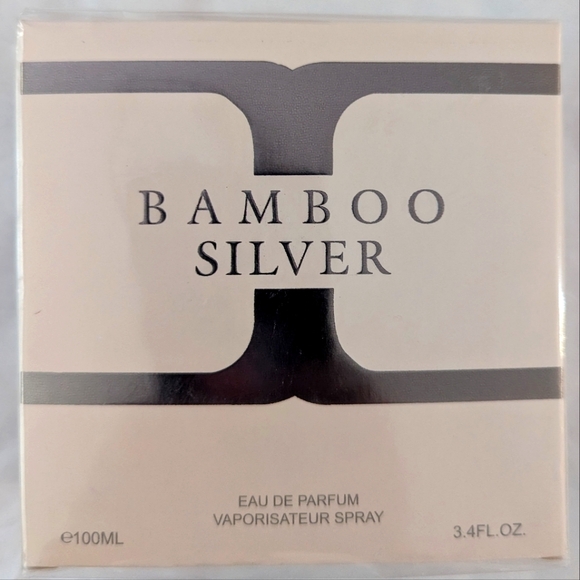 BAMBOO
SILVER
EAU DE PARFUM
VAPORISATEUR SPRAY
℮100ML
3.4FL.OZ.